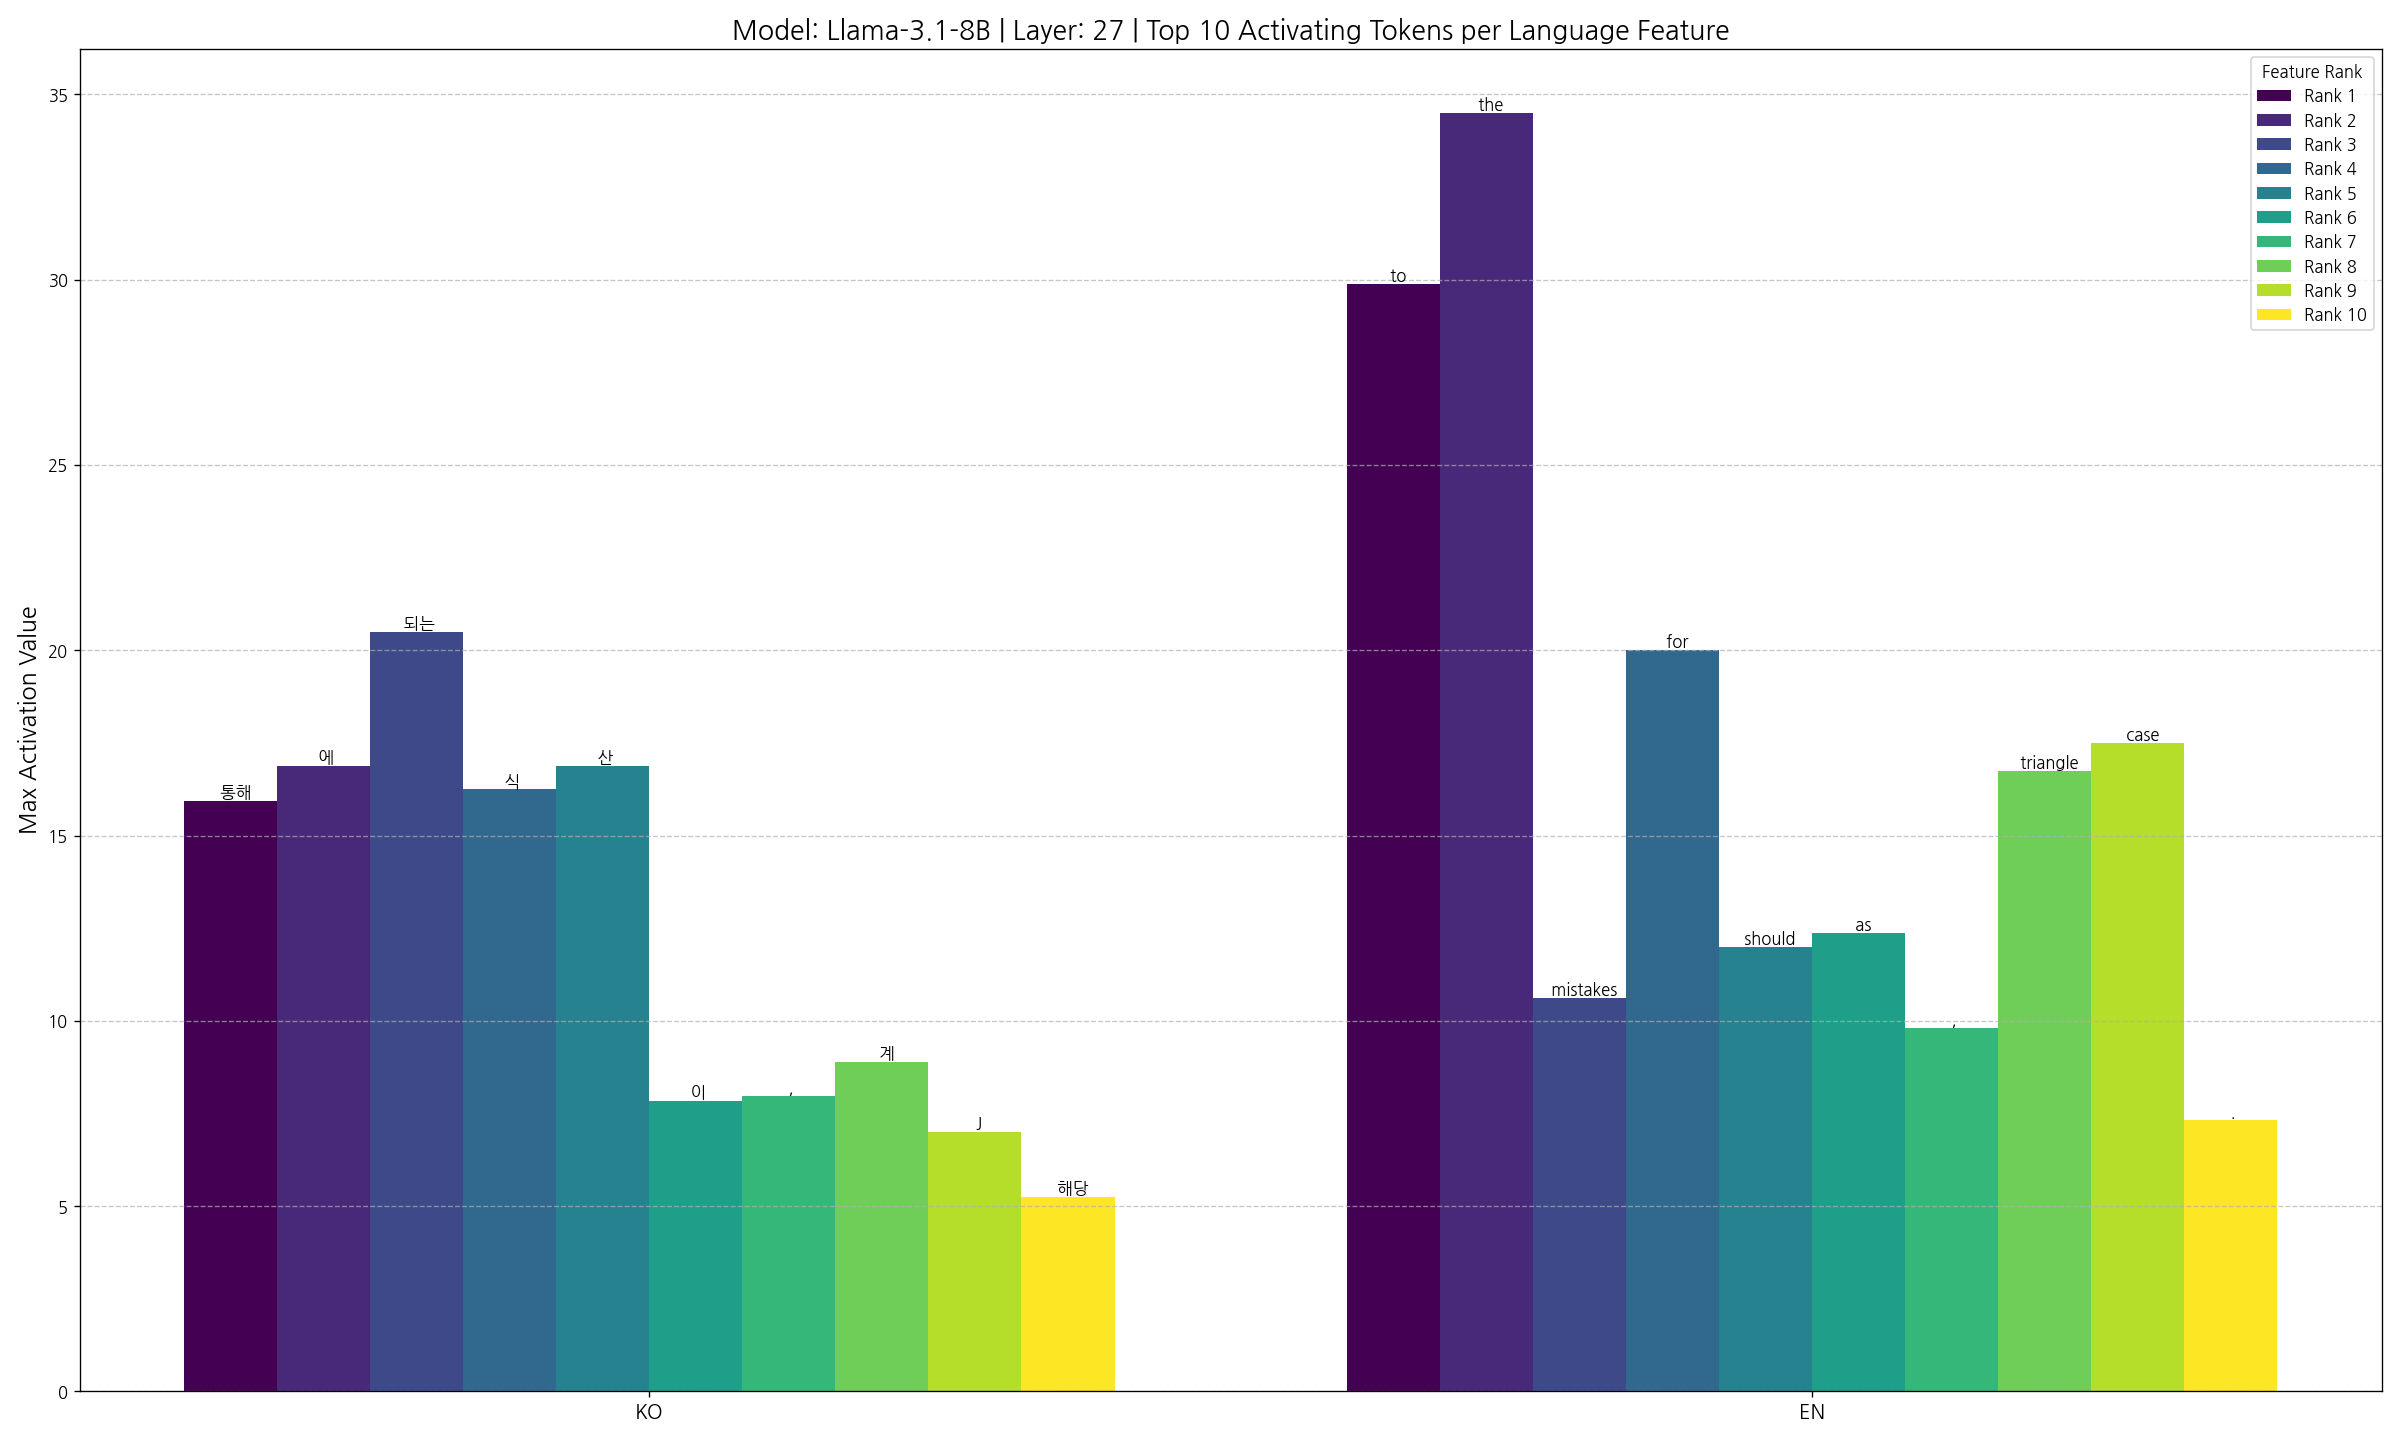 Model: Llama-3.1-8B | Layer: 27 | Top 10 Activating Tokens per Language Feature
Max Activation Value
35
30
25
20
15
10
5
0
통해
에
되는
식
산
이
,
계
J
해당
to
the
mistakes
for
should
as
,
triangle
case
.
KO
EN
Feature Rank
Rank 1
Rank 2
Rank 3
Rank 4
Rank 5
Rank 6
Rank 7
Rank 8
Rank 9
Rank 10